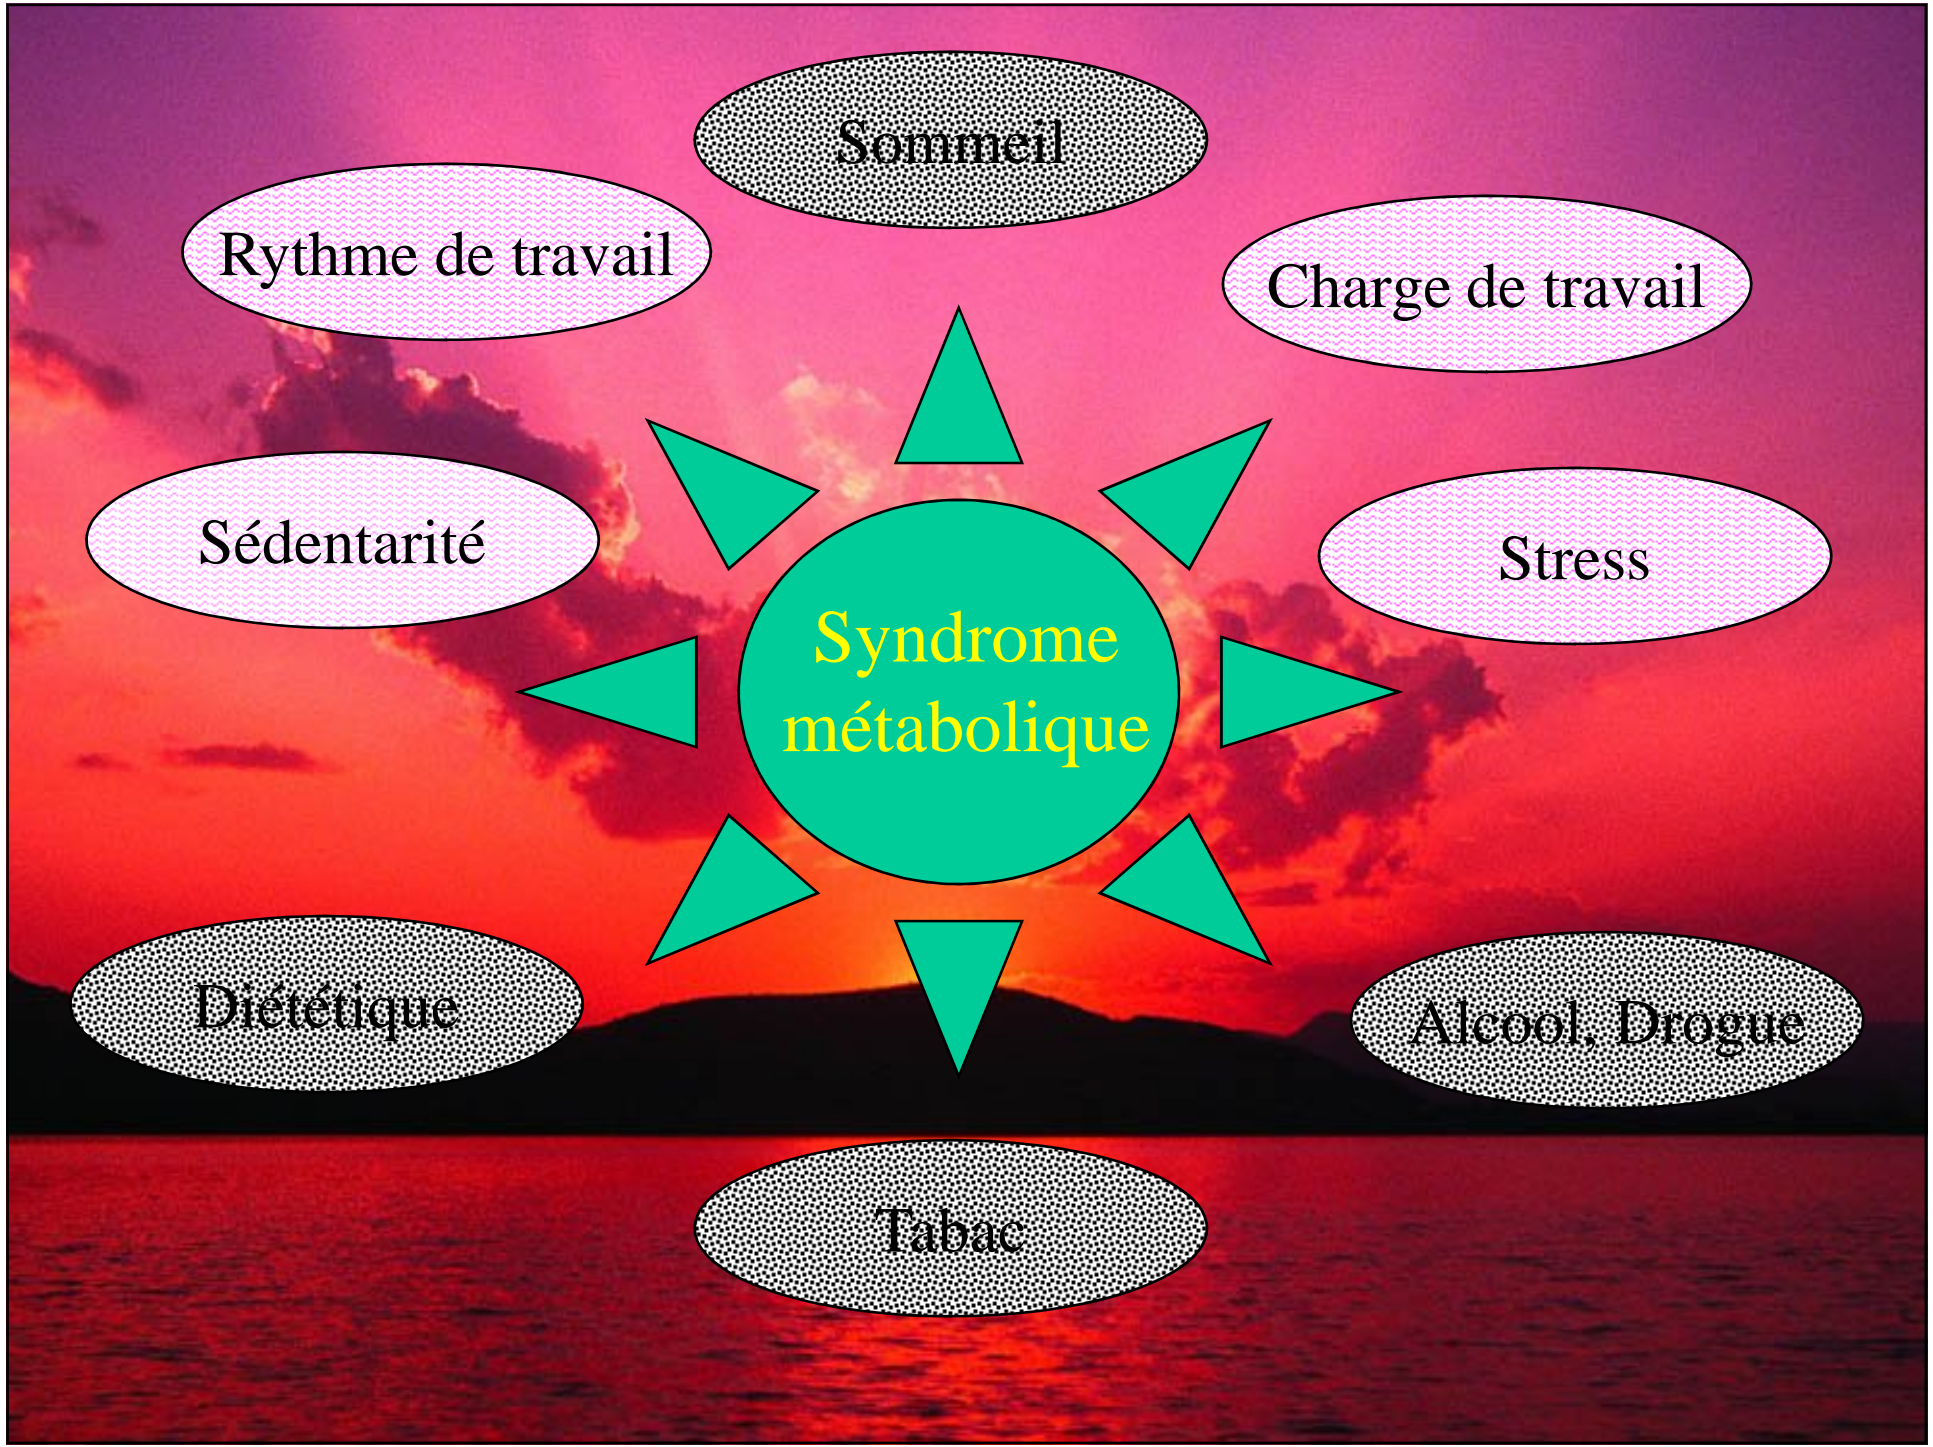 Sommeil
Rythme de travail
Charge de travail
Sédentarité
Stress
Syndrome
métabolique
Diététique
Alcool, Drogue
Tabac